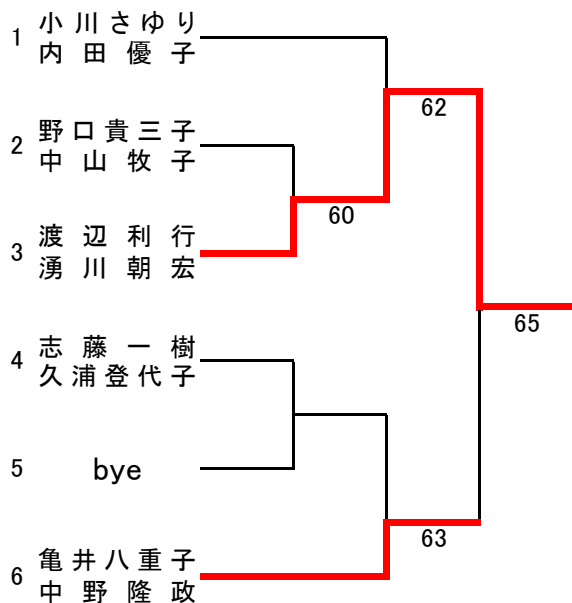 1 小川さゆり
内田優子
62
2 野口貴三子
中山牧子
60
3 渡辺利行
湧川朝宏
65
4 志藤一樹
久浦登代子
5 bye
63
6 亀井八重子
中野隆政